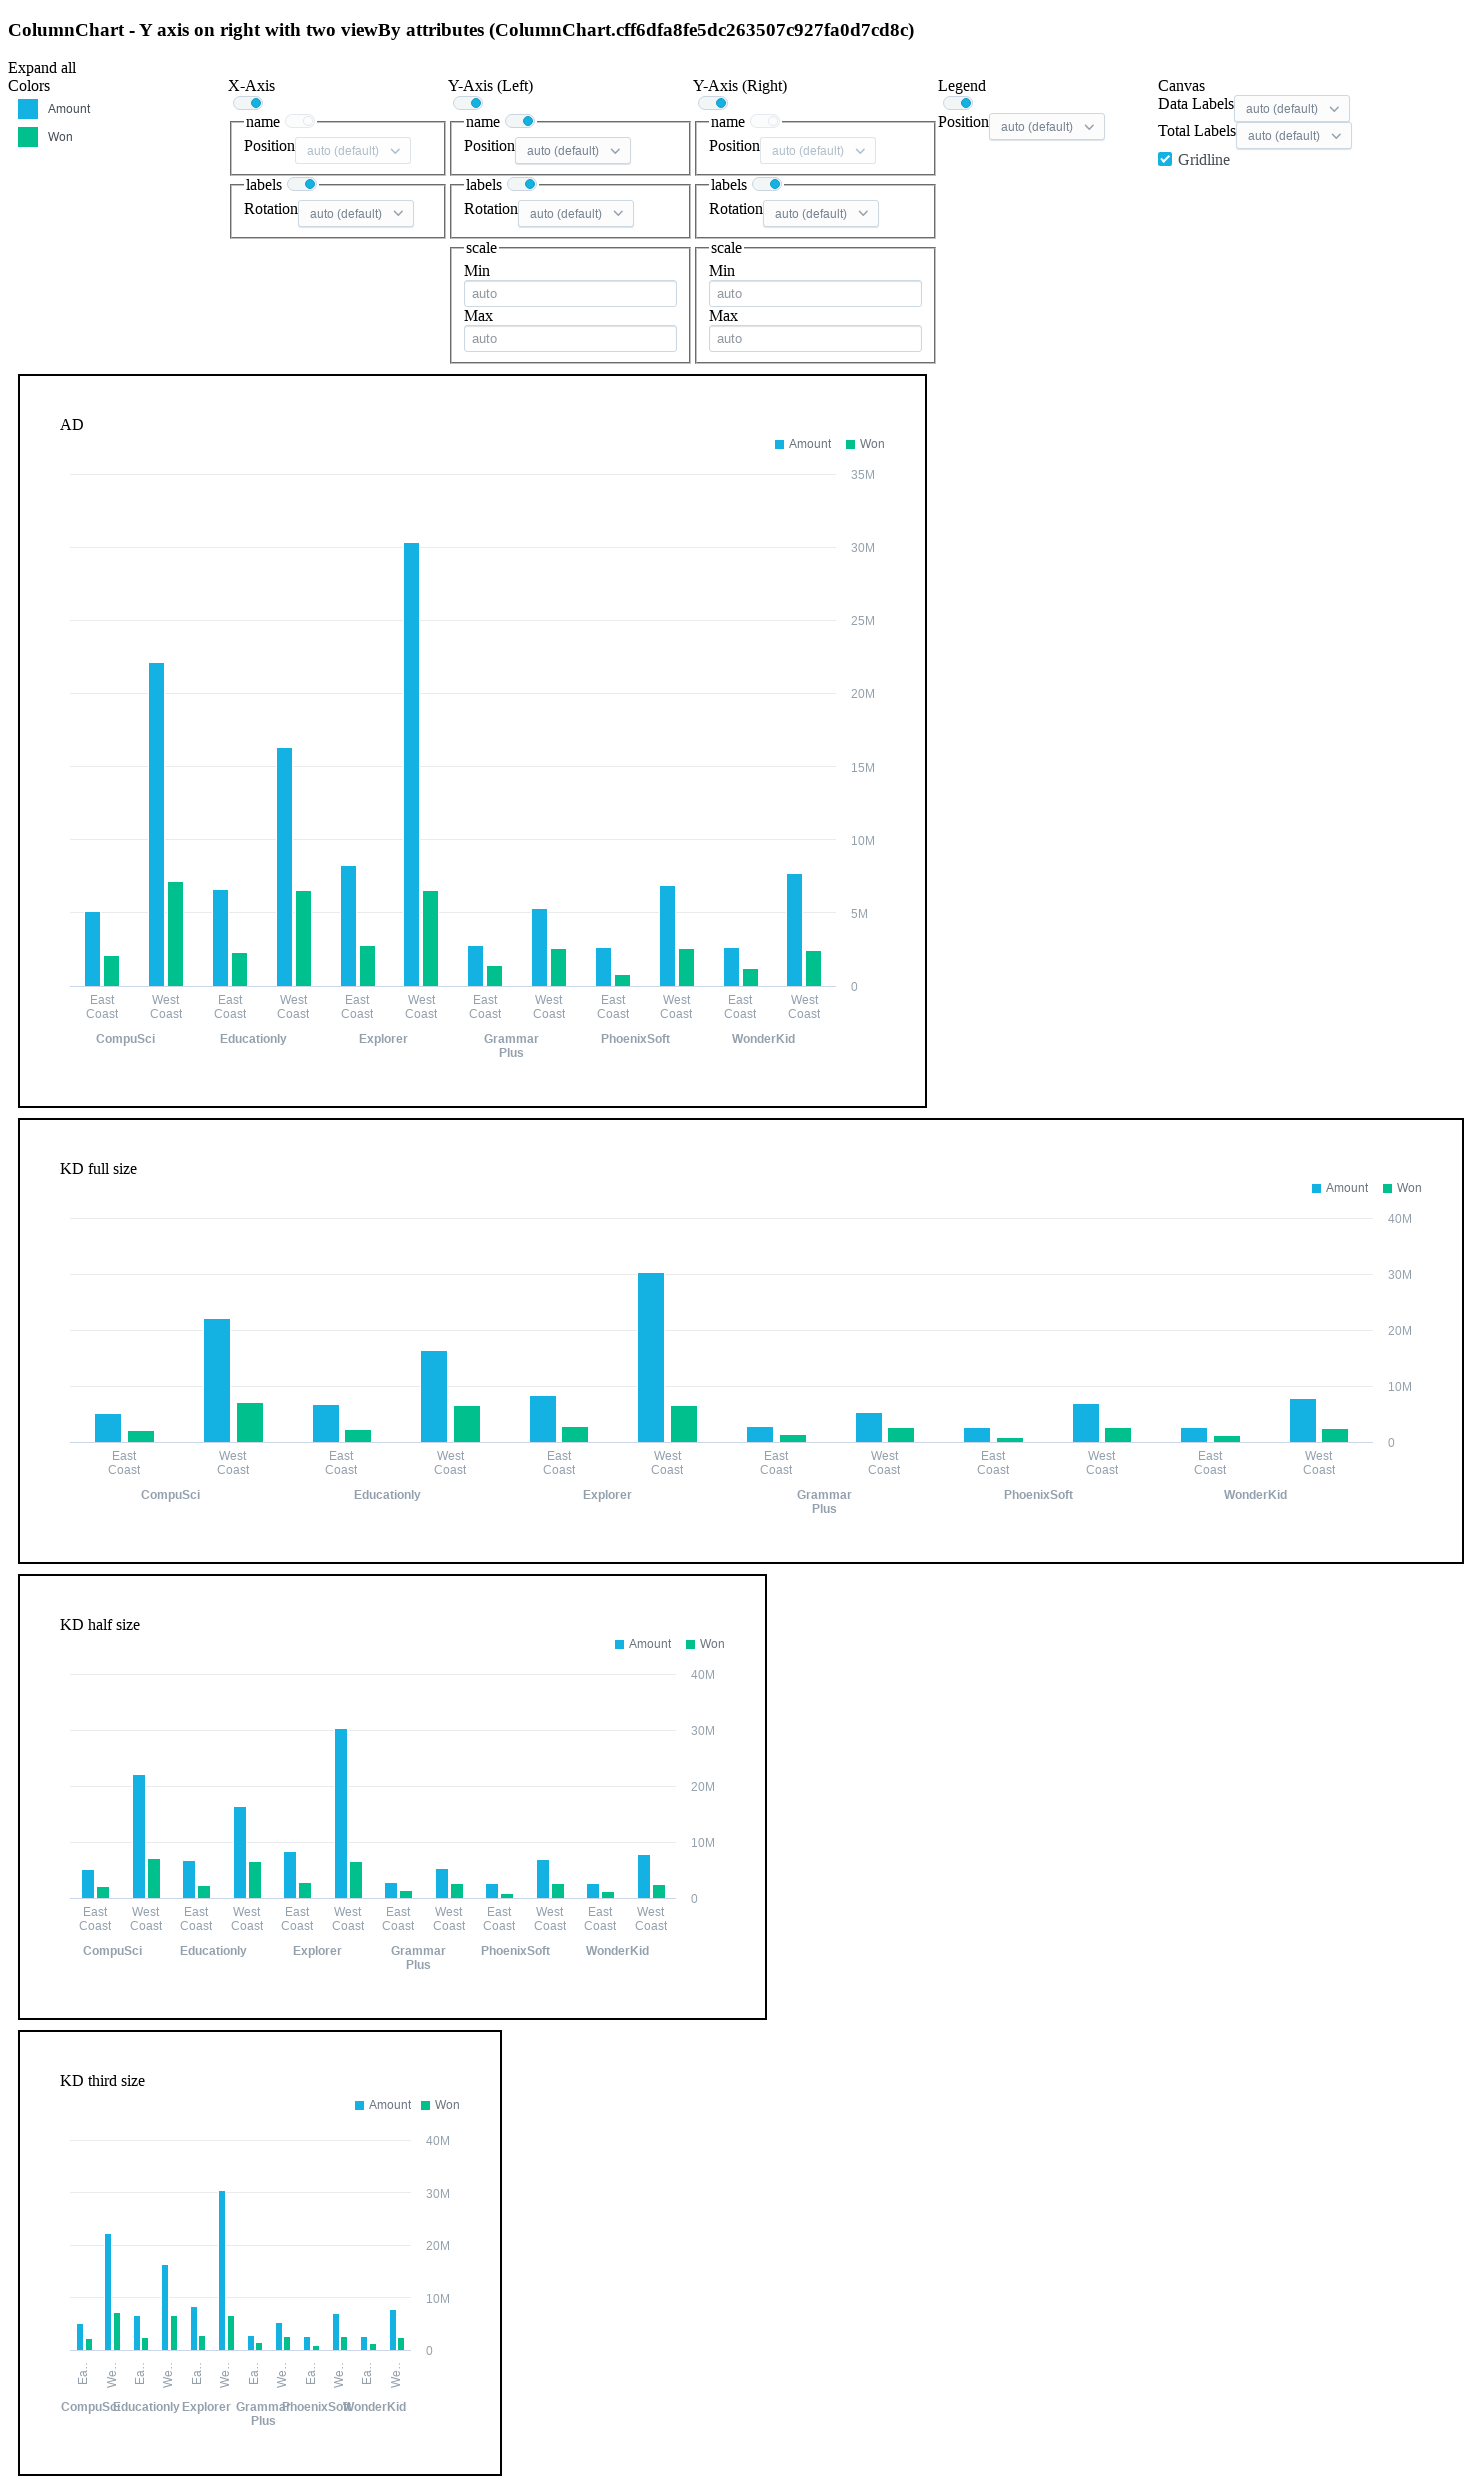 ColumnChart - Y axis on right with two viewBy attributes (ColumnChart.cff6dfa8fe5dc263507c927fa0d7cd8c)
Expand all
Colors
Amount
Won
X-Axis
name
Position auto (default)
labels
Rotation auto (default)
Y-Axis (Left)
name
Position auto (default)
labels
Rotation auto (default)
scale
Min
auto
Max
auto
Y-Axis (Right)
name
Position auto (default)
labels
Rotation auto (default)
scale
Min
auto
Max
auto
Legend
Position auto (default)
Canvas
Data Labels auto (default)
Total Labels auto (default)
Gridline
AD
Amount Won
35M
30M
25M
20M
15M
10M
5M
0
East West East West East West East West East West East West
Coast Coast Coast Coast Coast Coast Coast Coast Coast Coast Coast Coast
CompuSci Educationly Explorer Grammar PhoenixSoft WonderKid
Plus
KD full size
Amount Won
40M
30M
20M
10M
0
East West East West East West East West East West East West
Coast Coast Coast Coast Coast Coast Coast Coast Coast Coast Coast Coast
CompuSci Educationly Explorer Grammar PhoenixSoft WonderKid
Plus
KD half size
Amount Won
40M
30M
20M
10M
0
East West East West East West East West East West East West
Coast Coast Coast Coast Coast Coast Coast Coast Coast Coast Coast Coast
CompuSci Educationly Explorer Grammar PhoenixSoft WonderKid
Plus
KD third size
Amount Won
40M
30M
20M
10M
0
Ea… We… Ea… We… Ea… We… Ea… We… Ea… We… Ea… We…
CompuSci Educationly Explorer Grammar PhoenixSoft WonderKid
Plus